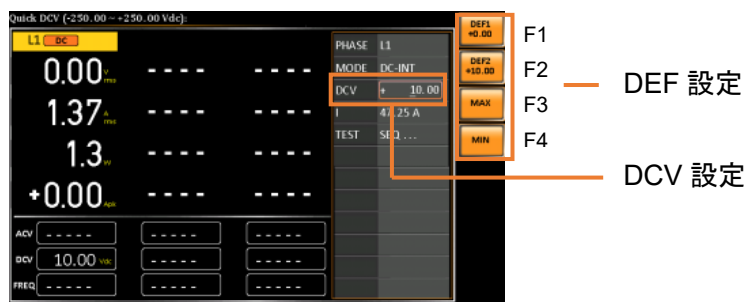 Quick DCV (-250.00 ~ +250.00 Vdc):
L1 DC
0.00 V rms - - - - - - - -
1.37 A rms - - - - - - - -
1.3 W - - - - - - - -
+0.00 Apk - - - - - - - -
ACV - - - - - - - - - - - - - - -
DCV 10.00 Vdc - - - - - - - - - -
FREQ - - - - - - - - - - - - - - -
PHASE L1
MODE DC-INT
DCV + 10.00
I 47.25 A
TEST SEQ ...
DEF1 +0.00 F1
DEF2 +10.00 F2
MAX F3
MIN F4
DEF 設定
DCV 設定